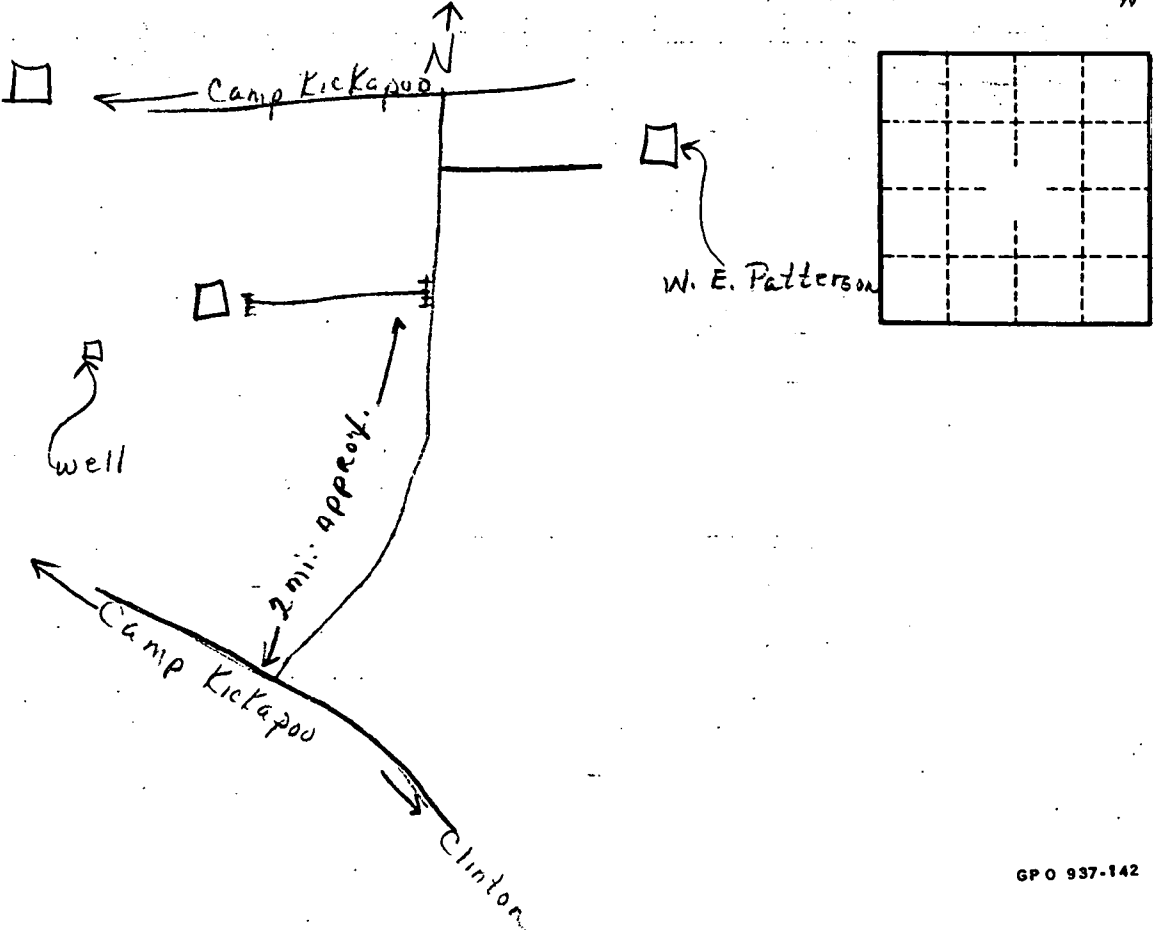 N
Camp Kickapoo
W. E. Patterson
well
2 mi. APPROX.
Camp Kickapoo
Clinton
GPO 937-142